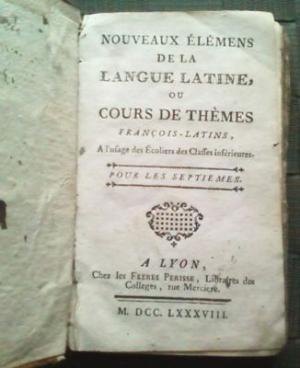 NOUVEAUX ÉLÉMENS
DE LA
LANGUE LATINE,
OU
COURS DE THÈMES
FRANÇOIS-LATINS,
A l'usage des Écoliers des Classes inférieures.
POUR LES SEPTIEMES.
A LYON,
Chez les FRERES PERISSE, Libraires des
Colleges, rue Merciere.
M. DCC. LXXXVIII.